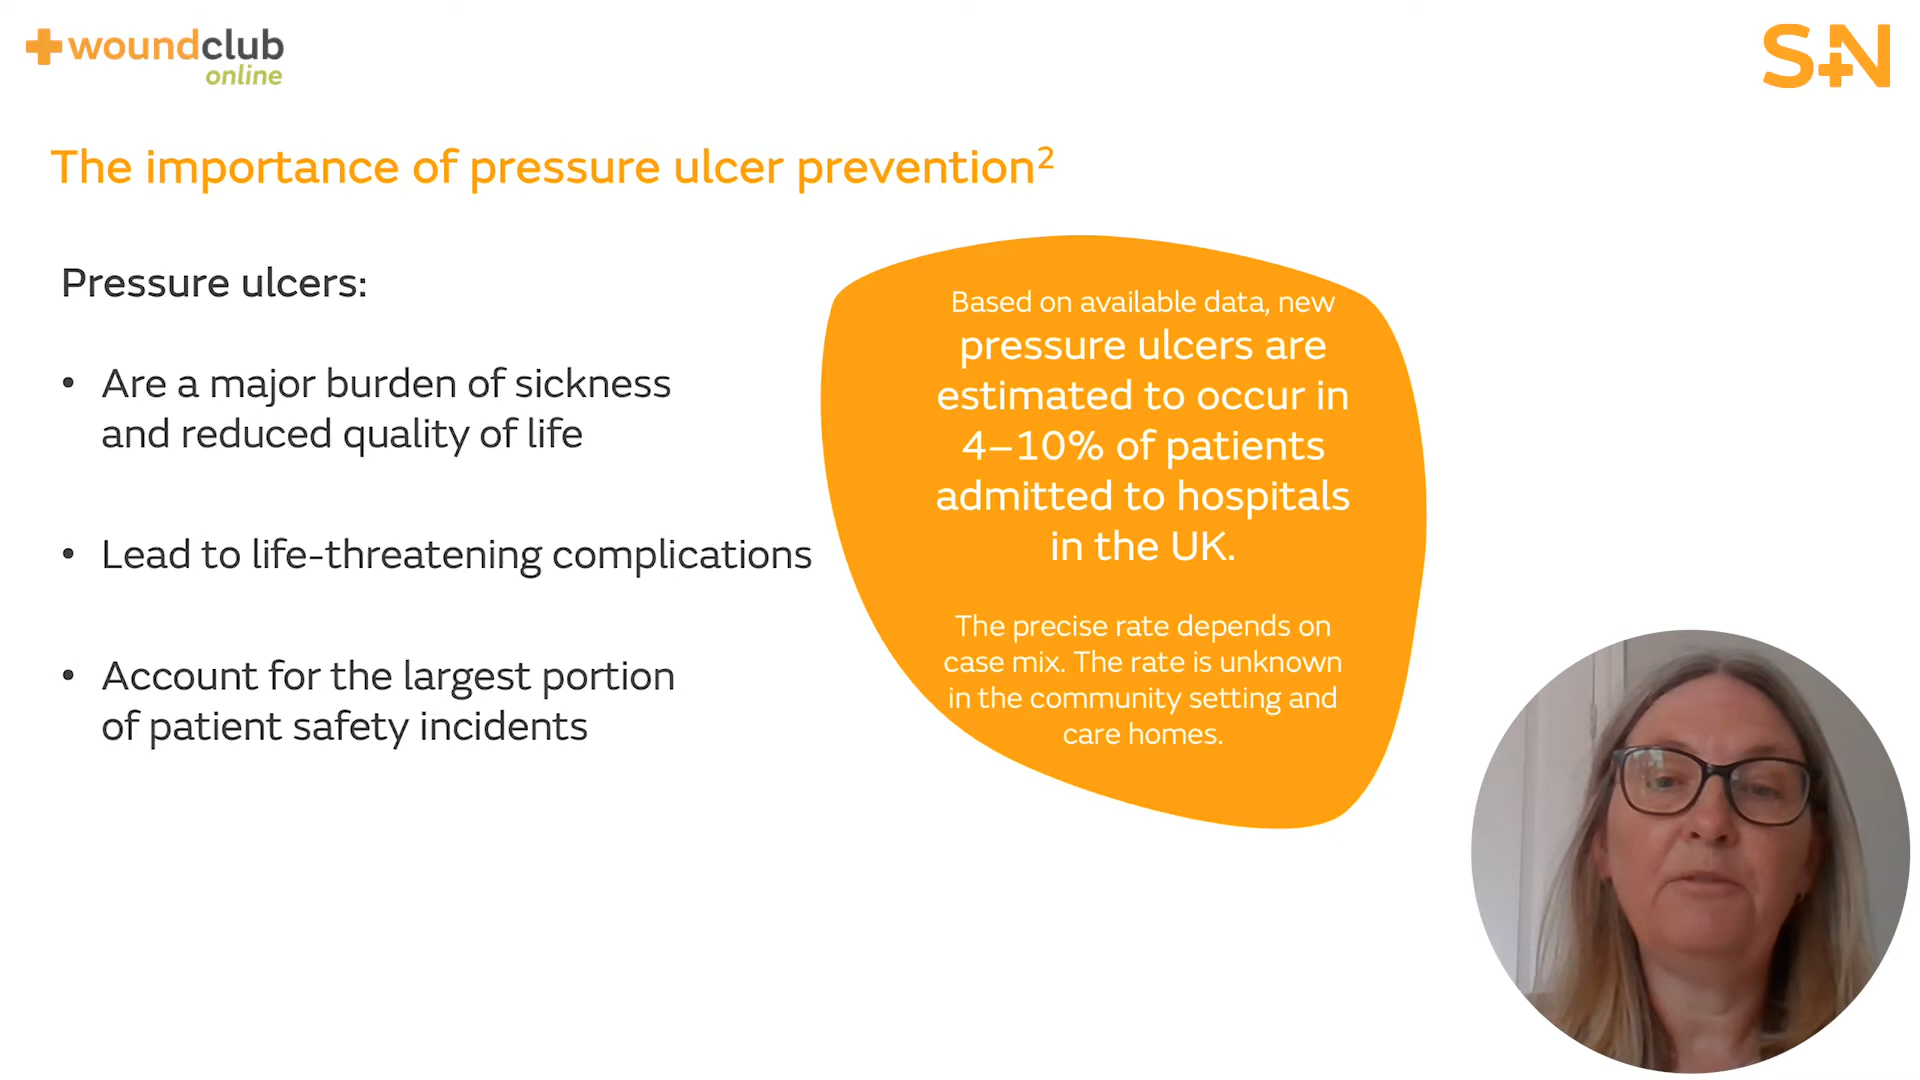 woundclub
online
S+N
The importance of pressure ulcer prevention²
Pressure ulcers:
• Are a major burden of sickness
and reduced quality of life
• Lead to life-threatening complications
• Account for the largest portion
of patient safety incidents
Based on available data, new
pressure ulcers are
estimated to occur in
4–10% of patients
admitted to hospitals
in the UK.
The precise rate depends on
case mix. The rate is unknown
in the community setting and
care homes.